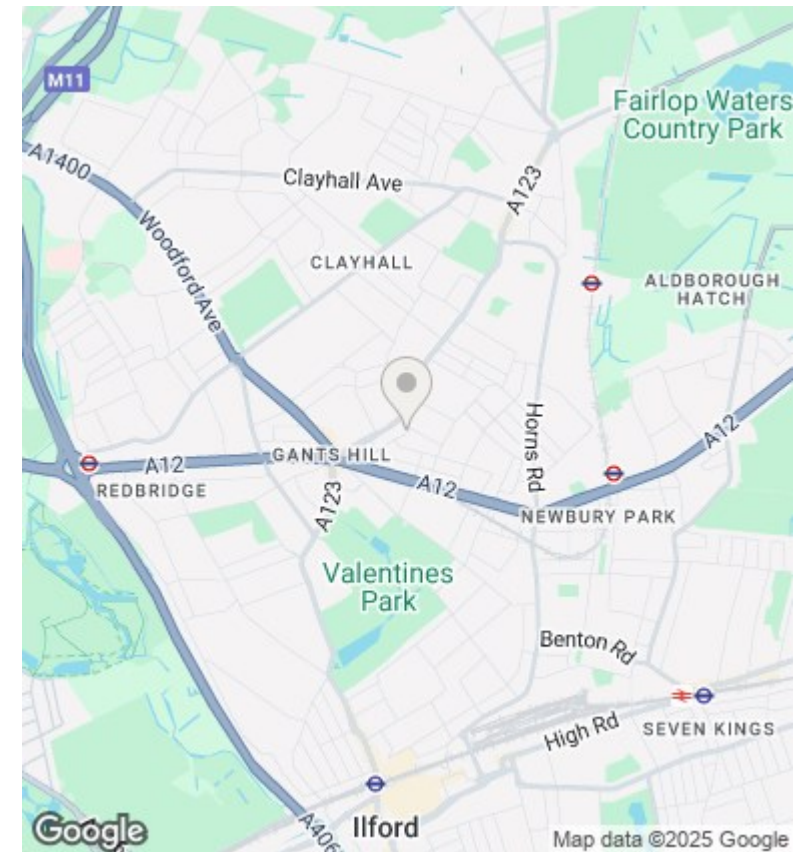 M11
Fairlop Waters
Country Park
A1400
Clayhall Ave
A123
Woodford Ave
CLAYHALL
ALDBOROUGH
HATCH
Horns Rd
A12
GANTS HILL
A12
REDBRIDGE
A12
A123
NEWBURY PARK
Valentines
Park
Benton Rd
SEVEN KINGS
High Rd
Ilford
Google
Map data ©2025 Google